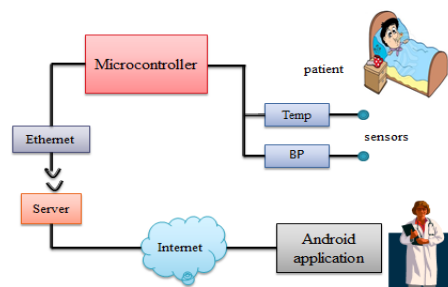 Microcontroller
patient
Temp
sensors
Ethernet
BP
Server
Internet
Android
application